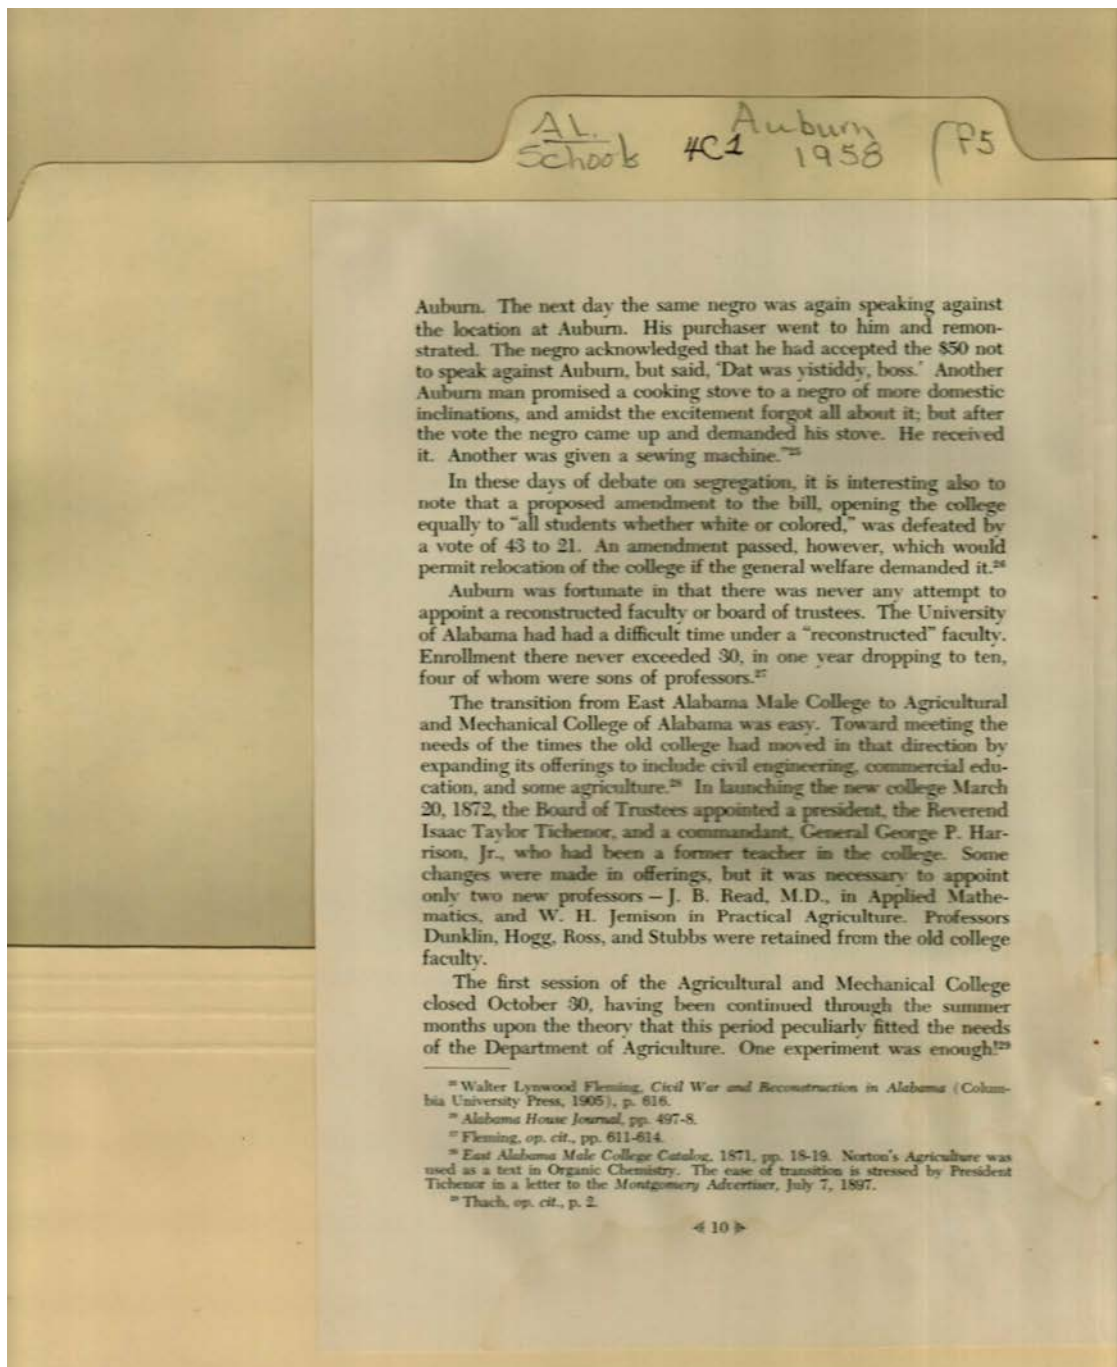 AL.
Schools 4C1 Auburn
1958 P5
Auburn. The next day the same negro was again speaking against
the location at Auburn. His purchaser went to him and remon-
strated. The negro acknowledged that he had accepted the $50 not
to speak against Auburn, but said, 'Dat was yistiddy, boss.' Another
Auburn man promised a cooking stove to a negro of more domestic
inclinations, and amidst the excitement forgot all about it; but after
the vote the negro came up and demanded his stove. He received
it. Another was given a sewing machine."²⁵
In these days of debate on segregation, it is interesting also to
note that a proposed amendment to the bill, opening the college
equally to "all students whether white or colored," was defeated by
a vote of 43 to 21. An amendment passed, however, which would
permit relocation of the college if the general welfare demanded it.²⁶
Auburn was fortunate in that there was never any attempt to
appoint a reconstructed faculty or board of trustees. The University
of Alabama had had a difficult time under a "reconstructed" faculty.
Enrollment there never exceeded 30, in one year dropping to ten,
four of whom were sons of professors.²⁷
The transition from East Alabama Male College to Agricultural
and Mechanical College of Alabama was easy. Toward meeting the
needs of the times the old college had moved in that direction by
expanding its offerings to include civil engineering, commercial edu-
cation, and some agriculture.²⁸ In launching the new college March
20, 1872, the Board of Trustees appointed a president, the Reverend
Isaac Taylor Tichenor, and a commandant, General George P. Har-
rison, Jr., who had been a former teacher in the college. Some
changes were made in offerings, but it was necessary to appoint
only two new professors — J. B. Read, M.D., in Applied Mathe-
matics, and W. H. Jemison in Practical Agriculture. Professors
Dunklin, Hogg, Ross, and Stubbs were retained from the old college
faculty.
The first session of the Agricultural and Mechanical College
closed October 30, having been continued through the summer
months upon the theory that this period peculiarly fitted the needs
of the Department of Agriculture. One experiment was enough!²⁹
²⁵ Walter Lynwood Fleming, Civil War and Reconstruction in Alabama (Colum-
bia University Press, 1905), p. 616.
²⁶ Alabama House Journal, pp. 497-8.
²⁷ Fleming, op. cit., pp. 611-614.
²⁸ East Alabama Male College Catalog, 1871, pp. 18-19. Norton's Agriculture was
used as a text in Organic Chemistry. The ease of transition is stressed by President
Tichenor in a letter to the Montgomery Advertiser, July 7, 1897.
²⁹ Thach, op. cit., p. 2.
10